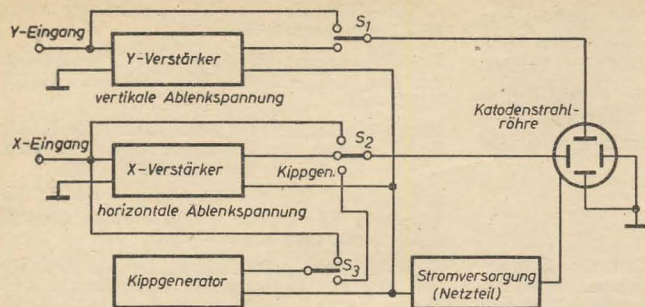 Y-Eingang
S1
Y-Verstärker
vertikale Ablenkspannung
Katodenstrahl-
röhre
X-Eingang
S2
X-Verstärker
Kippgen.
horizontale Ablenkspannung
S3
Kippgenerator
Stromversorgung
(Netzteil)